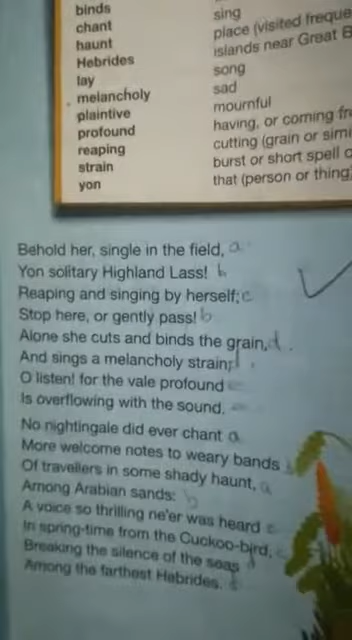 binds
chant sing
haunt place (visited
Hebrides islands near Great
lay song
melancholy sad
plaintive mournful
profound having, or coming
reaping cutting (grain or
strain burst or short spell
yon that (person or thing)
Behold her, single in the field, a
Yon solitary Highland Lass! b
Reaping and singing by herself; c
Stop here, or gently pass! b
Alone she cuts and binds the grain, d
And sings a melancholy strain;
O listen! for the vale profound
Is overflowing with the sound.
No nightingale did ever chant a
More welcome notes to weary bands
Of travellers in some shady haunt, a
Among Arabian sands: b
A voice so thrilling ne'er was heard
In spring-time from the Cuckoo-bird,
Breaking the silence of the seas
Among the farthest Hebrides.